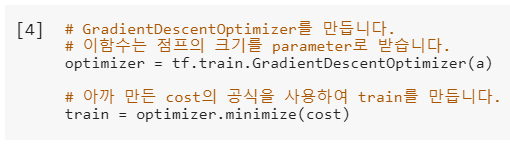 [4] # GradientDescentOptimizer를 만듭니다.
# 이함수는 점프의 크기를 parameter로 받습니다.
optimizer = tf.train.GradientDescentOptimizer(a)
# 아까 만든 cost의 공식을 사용하여 train를 만듭니다.
train = optimizer.minimize(cost)